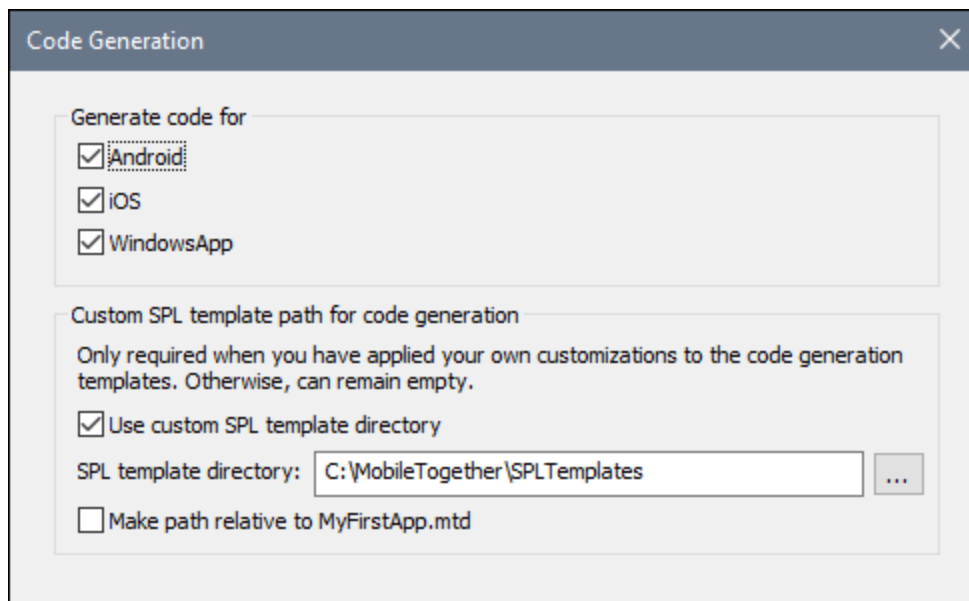 Code Generation
Generate code for
Android
iOS
WindowsApp
Custom SPL template path for code generation
Only required when you have applied your own customizations to the code generation
templates. Otherwise, can remain empty.
Use custom SPL template directory
SPL template directory: C:\MobileTogether\SPLTemplates ...
Make path relative to MyFirstApp.mtd